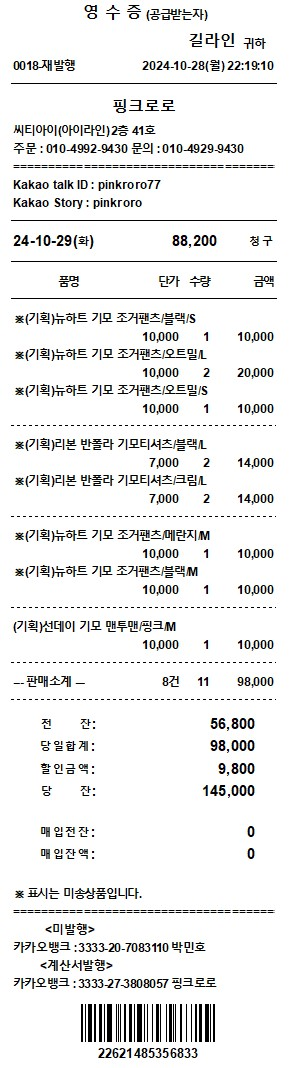 영 수 증 (공급받는자)
킬라인 귀하
0018-재발행 2024-10-28(월) 22:19:10
핑크로로
씨티아이(아이라인) 2층 41호
주문 : 010-4992-9430 문의 : 010-4929-9430
Kakao talk ID : pinkroro77
Kakao Story : pinkroro
24-10-29(화) 88,200 청구
품명 단가 수량 금액
※(기획)뉴하트 기모 조거팬츠/블랙/S
10,000 1 10,000
※(기획)뉴하트 기모 조거팬츠/오트밀/L
10,000 2 20,000
※(기획)뉴하트 기모 조거팬츠/오트밀/S
10,000 1 10,000
※(기획)리본 반폴라 기모티셔츠/블랙/L
7,000 2 14,000
※(기획)리본 반폴라 기모티셔츠/크림/L
7,000 2 14,000
※(기획)뉴하트 기모 조거팬츠/메란지/M
10,000 1 10,000
※(기획)뉴하트 기모 조거팬츠/블랙/M
10,000 1 10,000
(기획)선데이 기모 맨투맨/핑크/M
10,000 1 10,000
--- 판매소계 --- 8건 11 98,000
전 잔: 56,800
당일합계: 98,000
할인금액: 9,800
당 잔: 145,000
매입전잔: 0
매입잔액: 0
※ 표시는 미송상품입니다.
<미발행>
카카오뱅크 : 3333-20-7083110 박민호
<계산서발행>
카카오뱅크 : 3333-27-3808057 핑크로로
22621485356833